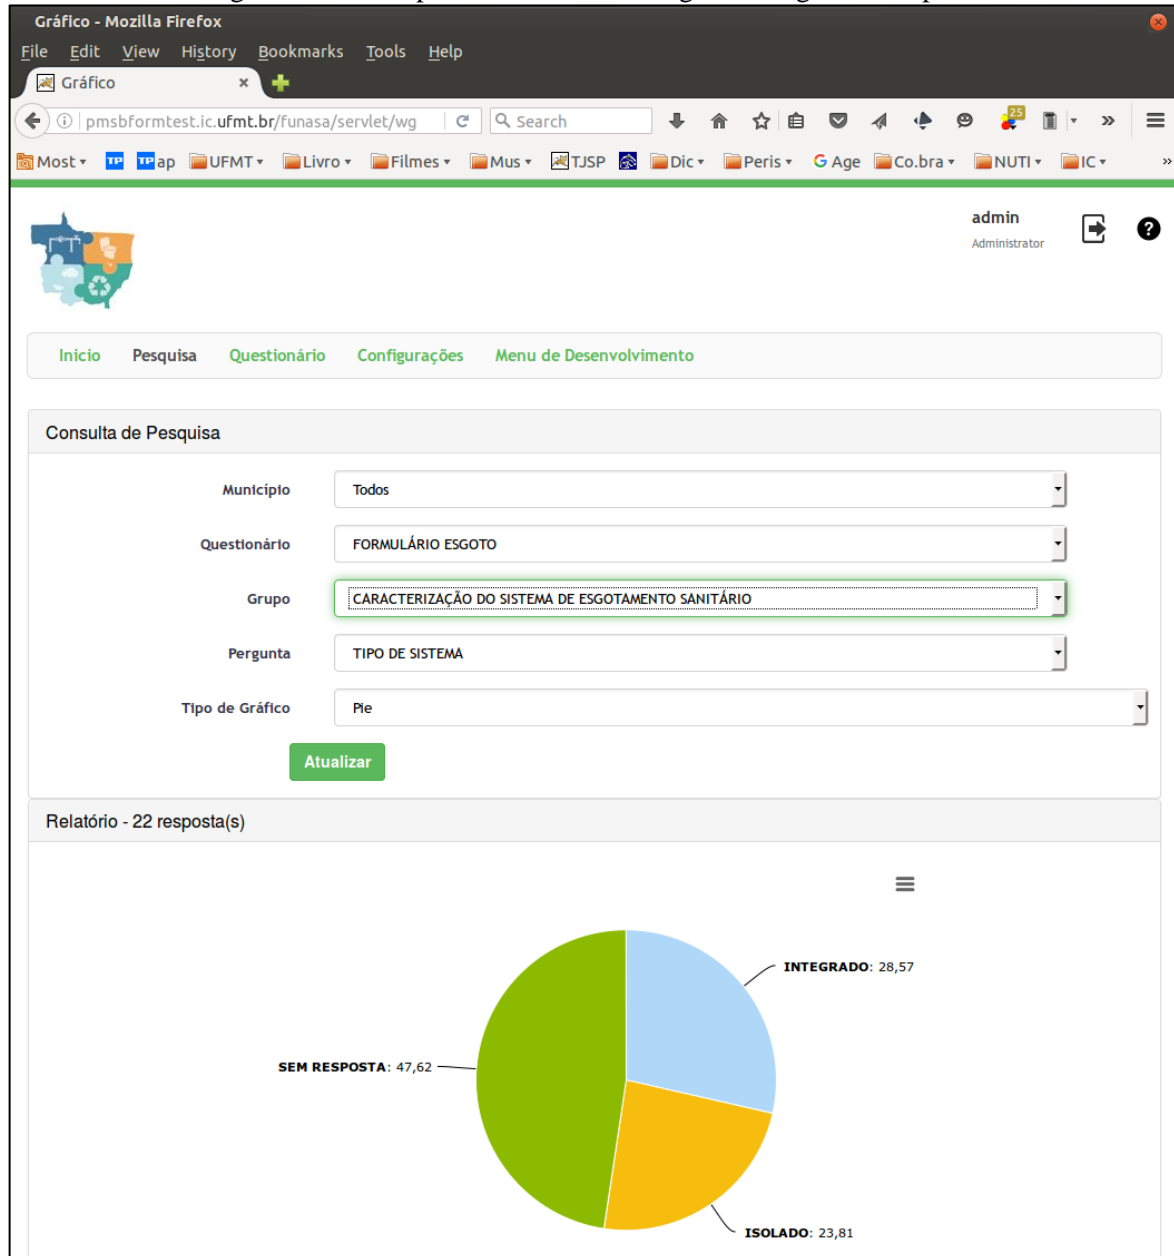 Gráfico - Mozilla Firefox
File Edit View History Bookmarks Tools Help
Gráfico
pmsbformtest.ic.ufmt.br/funasa/servlet/wg Search 25
Most TP TP ap UFMT Livro Filmes Mus TJSP Dic Peris G Age Co.bra NUTI IC
admin
Administrator
Inicio Pesquisa Questionário Configurações Menu de Desenvolvimento
Consulta de Pesquisa
Município Todos
Questionário FORMULÁRIO ESGOTO
Grupo CARACTERIZAÇÃO DO SISTEMA DE ESGOTAMENTO SANITÁRIO
Pergunta TIPO DE SISTEMA
Tipo de Gráfico Pie
Atualizar
Relatório - 22 resposta(s)
INTEGRADO: 28,57
SEM RESPOSTA: 47,62
ISOLADO: 23,81